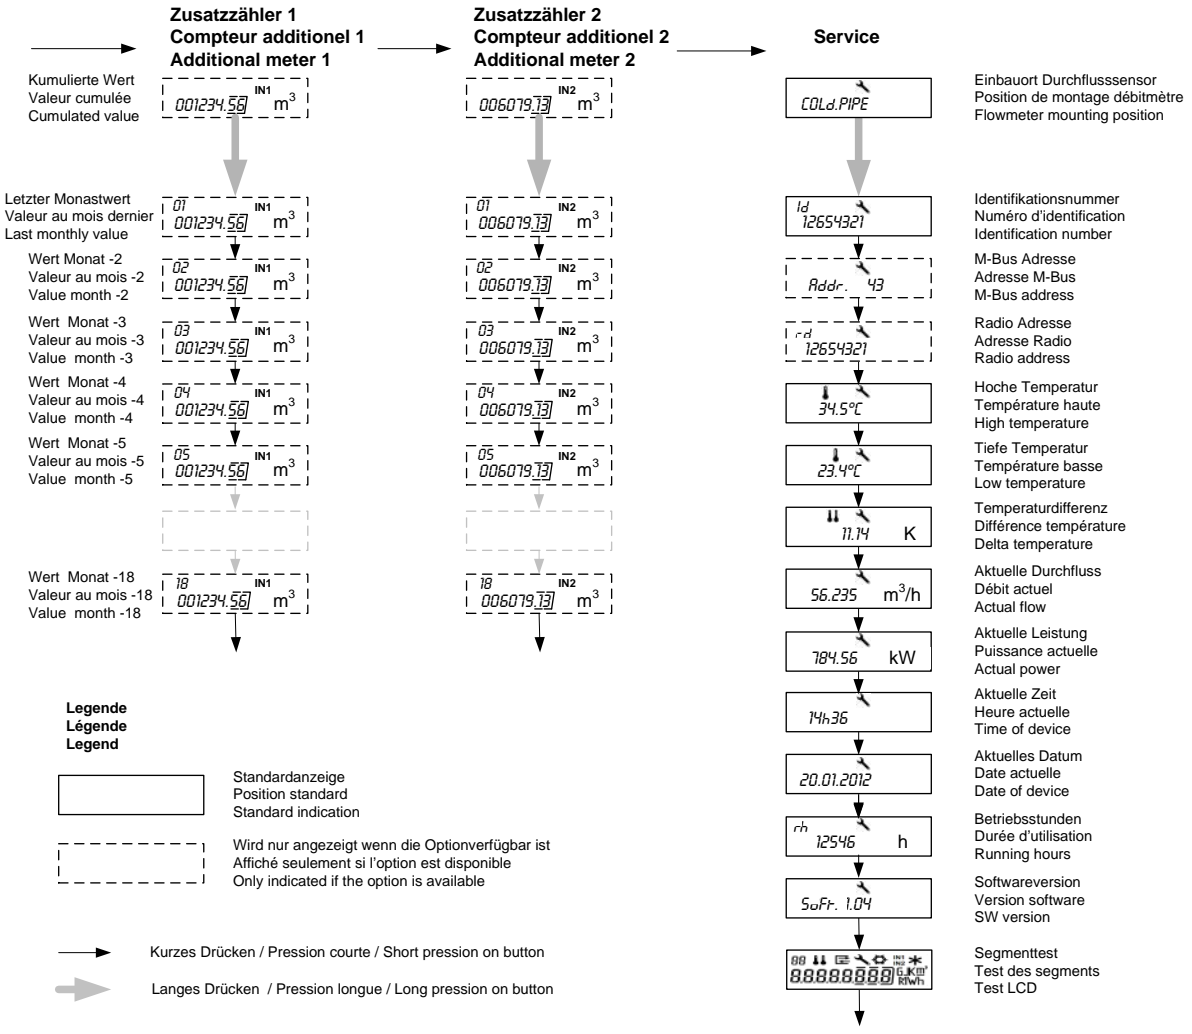 Zusatzzähler 1
Compteur additionel 1
Additional meter 1
Zusatzzähler 2
Compteur additionel 2
Additional meter 2
Service
Kumulierte Wert
Valeur cumulée
Cumulated value
IN1
001234.56 m³
IN2
006079.13 m³
COLd.PIPE
Einbauort Durchflusssensor
Position de montage débitmètre
Flowmeter mounting position
Letzter Monastwert
Valeur au mois dernier
Last monthly value
01 IN1
001234.56 m³
01 IN2
006079.13 m³
Id
12654321
Identifikationsnummer
Numéro d'identification
Identification number
Wert Monat -2
Valeur au mois -2
Value month -2
02 IN1
001234.56 m³
02 IN2
006079.13 m³
Addr. 43
M-Bus Adresse
Adresse M-Bus
M-Bus address
Wert Monat -3
Valeur au mois -3
Value month -3
03 IN1
001234.56 m³
03 IN2
006079.13 m³
rd
12654321
Radio Adresse
Adresse Radio
Radio address
Wert Monat -4
Valeur au mois -4
Value month -4
04 IN1
001234.56 m³
04 IN2
006079.13 m³
34.5°C
Hoche Temperatur
Température haute
High temperature
Wert Monat -5
Valeur au mois -5
Value month -5
05 IN1
001234.56 m³
05 IN2
006079.13 m³
23.4°C
Tiefe Temperatur
Température basse
Low temperature
11.14 K
Temperaturdifferenz
Différence température
Delta temperature
Wert Monat -18
Valeur au mois -18
Value month -18
18 IN1
001234.56 m³
18 IN2
006079.13 m³
56.235 m³/h
Aktuelle Durchfluss
Débit actuel
Actual flow
784.56 kW
Aktuelle Leistung
Puissance actuelle
Actual power
14h36
Aktuelle Zeit
Heure actuelle
Time of device
20.01.2012
Aktuelles Datum
Date actuelle
Date of device
rh
12546 h
Betriebsstunden
Durée d'utilisation
Running hours
SoFt. 1.04
Softwareversion
Version software
SW version
88 IN1
IN2
8.8.8.8.8.8.8.8
Segmenttest
Test des segments
Test LCD
Legende
Légende
Legend
Standardanzeige
Position standard
Standard indication
Wird nur angezeigt wenn die Optionverfügbar ist
Affiché seulement si l'option est disponible
Only indicated if the option is available
Kurzes Drücken / Pression courte / Short pression on button
Langes Drücken / Pression longue / Long pression on button